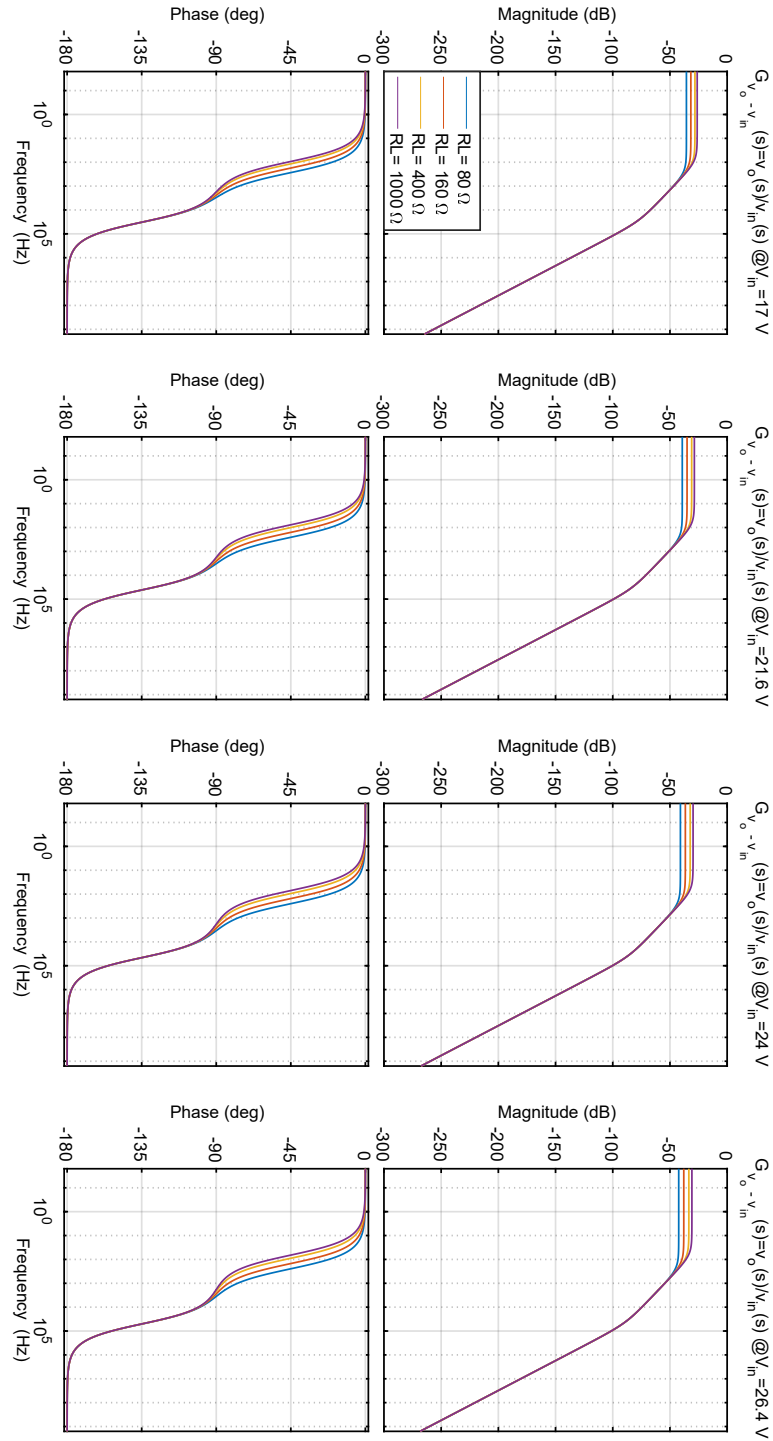 G v_o - v_in (s)=v_o(s)/v_in(s) @V_in=17 V
Magnitude (dB)
0
-50
-100
-150
-200
-250
-300
RL= 80 Ω
RL= 160 Ω
RL= 400 Ω
RL= 1000 Ω
Phase (deg)
0
-45
-90
-135
-180
10^0
10^5
Frequency (Hz)
G v_o - v_in (s)=v_o(s)/v_in(s) @V_in=21.6 V
Magnitude (dB)
0
-50
-100
-150
-200
-250
-300
Phase (deg)
0
-45
-90
-135
-180
10^0
10^5
Frequency (Hz)
G v_o - v_in (s)=v_o(s)/v_in(s) @V_in=24 V
Magnitude (dB)
0
-50
-100
-150
-200
-250
-300
Phase (deg)
0
-45
-90
-135
-180
10^0
10^5
Frequency (Hz)
G v_o - v_in (s)=v_o(s)/v_in(s) @V_in=26.4 V
Magnitude (dB)
0
-50
-100
-150
-200
-250
-300
Phase (deg)
0
-45
-90
-135
-180
10^0
10^5
Frequency (Hz)